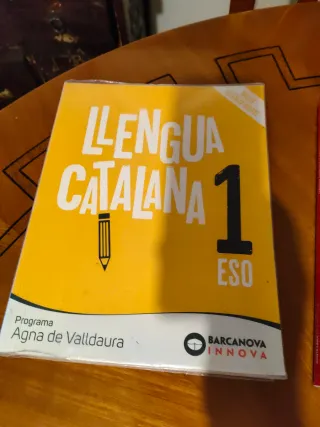 LLENGUA
CATALANA
1
ESO
Programa
Agna de Valldaura
BARCANOVA
INNOVA